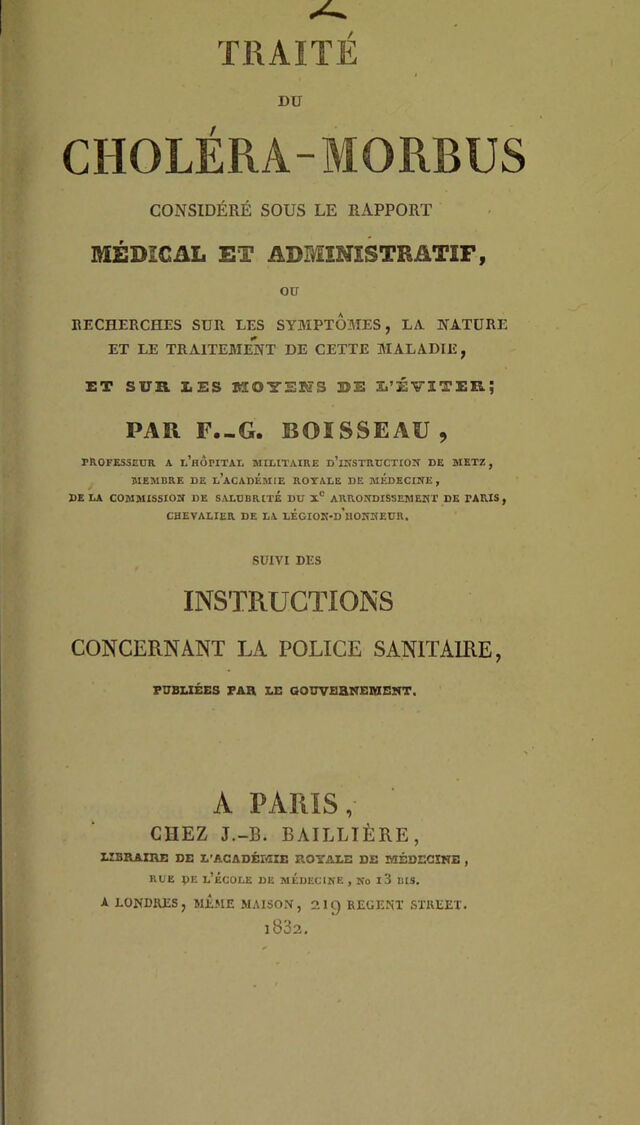 TRAITÉ
DU
CHOLÉRA-MORBUS
CONSIDÉRÉ SOUS LE RAPPORT
MÉDICAL ET ADMINISTRATIF,
OU
RECHERCHES SUR LES SYMPTÔMES, LA NATURE
ET LE TRAITEMENT DE CETTE MALADIE,
ET SUR LES MOYENS DE L'ÉVITER;
PAR F.-G. BOISSEAU,
PROFESSEUR A L'HÔPITAL MILITAIRE D'INSTRUCTION DE METZ,
MEMBRE DE L'ACADÉMIE ROYALE DE MÉDECINE,
DE LA COMMISSION DE SALUBRITÉ DU Xe ARRONDISSEMENT DE PARIS,
CHEVALIER DE LA LÉGION-D'HONNEUR.
SUIVI DES
INSTRUCTIONS
CONCERNANT LA POLICE SANITAIRE,
PUBLIÉES PAR LE GOUVERNEMENT.
A PARIS,
CHEZ J.-B. BAILLIÈRE,
LIBRAIRE DE L'ACADÉMIE ROYALE DE MÉDECINE,
RUE DE L'ÉCOLE DE MÉDECINE, No 13 BIS.
A LONDRES, MÊME MAISON, 219 REGENT STREET.
1832.